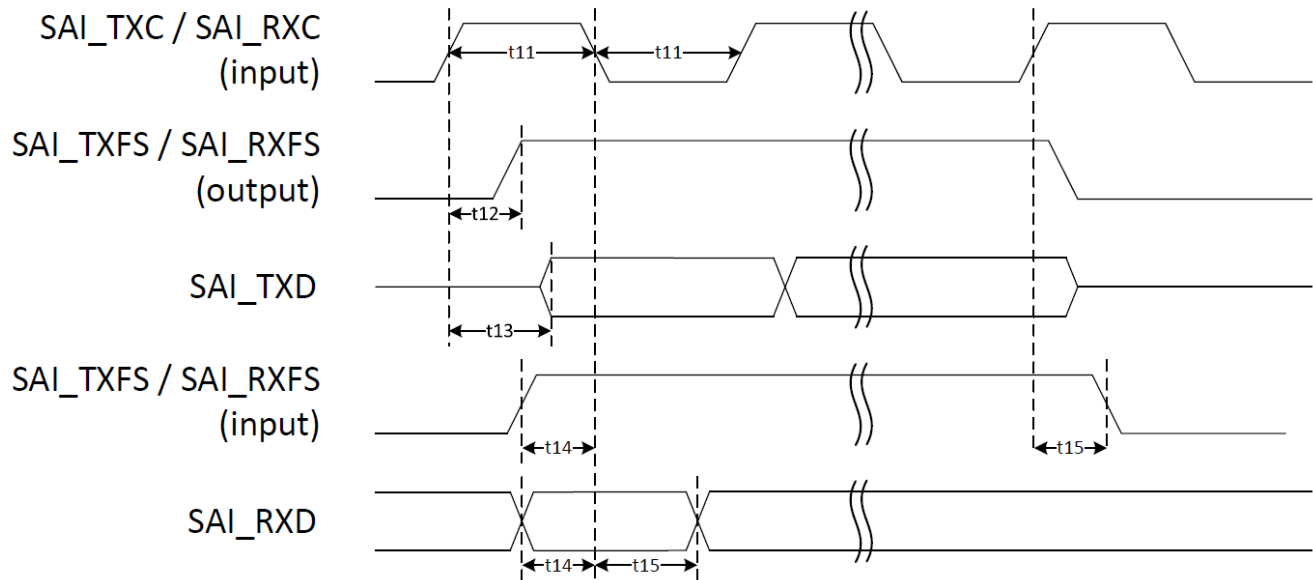 SAI_TXC / SAI_RXC
(input)
t11
t11
SAI_TXFS / SAI_RXFS
(output)
t12
SAI_TXD
t13
SAI_TXFS / SAI_RXFS
(input)
t14
t15
SAI_RXD
t14
t15